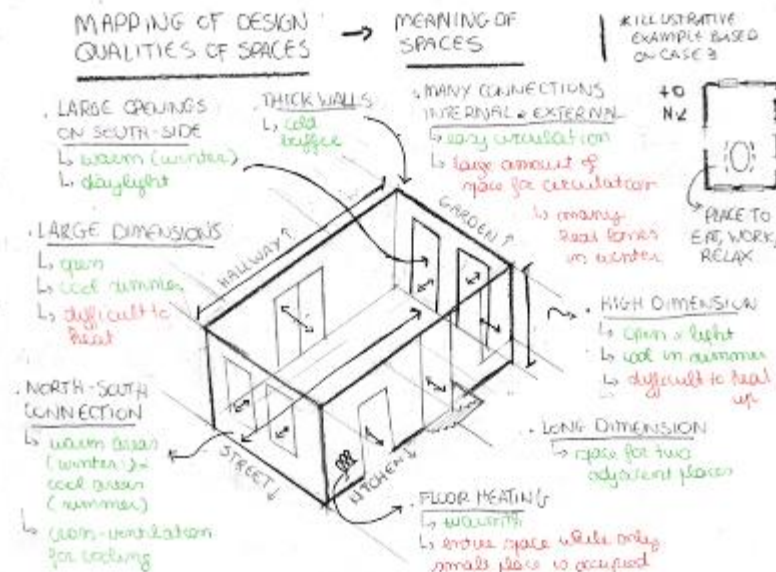 MAPPING OF DESIGN
QUALITIES OF SPACES
→ MEANING OF
SPACES
* ILLUSTRATIVE
EXAMPLE BASED
ON CASE 3
. LARGE OPENINGS
ON SOUTH-SIDE
↳ warm (winter)
↳ daylight
. THICK WALLS
↳ cold
buffer
. MANY CONNECTIONS
INTERNAL & EXTERNAL
↳ easy circulation
↳ large amount of
space for circulation
↳ many
heat losses
in winter
N
PLACE TO
EAT, WORK,
RELAX
. LARGE DIMENSIONS
↳ open
↳ cool summer
↳ difficult to
heat
HALLWAY ↑
GARDEN ↑
STREET ↓
KITCHEN ↓
. HIGH DIMENSION
↳ open & light
↳ cool in summer
↳ difficult to heat
up
. NORTH-SOUTH
CONNECTION
↳ warm areas
(winter) &
cool areas
(summer)
↳ cross-ventilation
for cooling
. LONG DIMENSION
↳ space for two
adjacent places
. FLOOR HEATING
↳ warmth
↳ entire space while only
small place is occupied